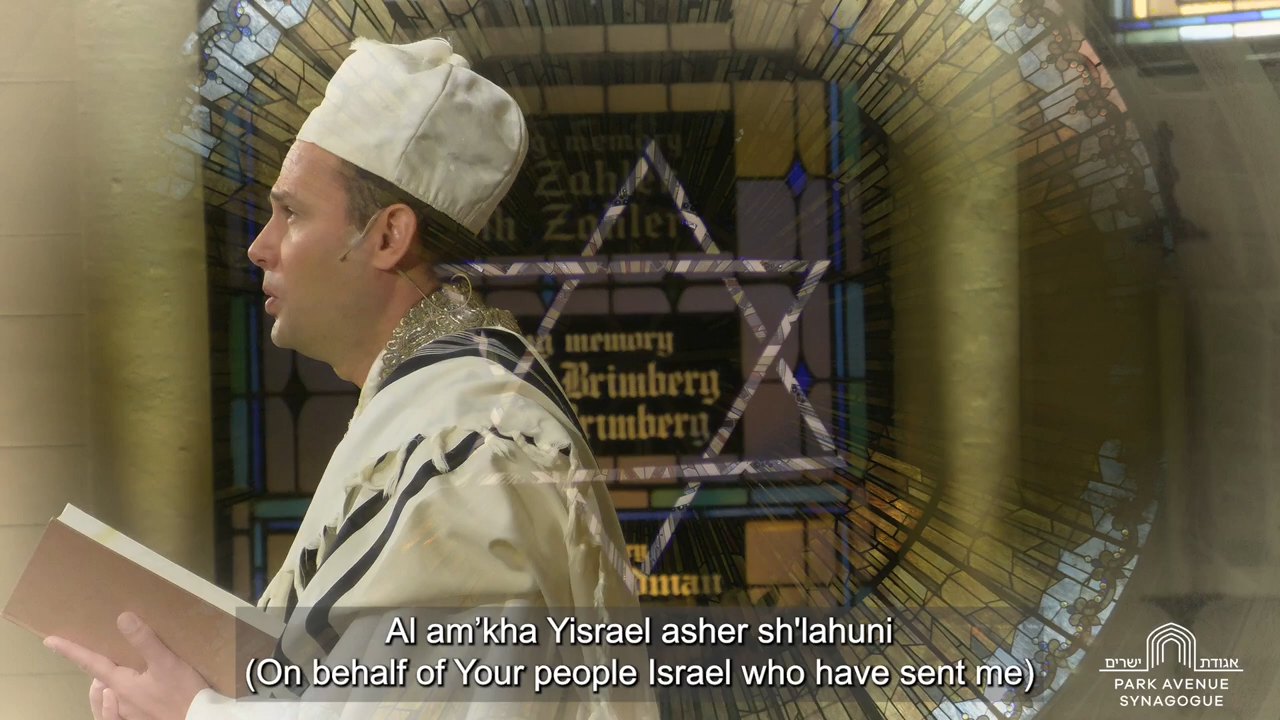 memory
Zahler
Zahler
memory
Brimberg
Al am’kha Yisrael asher sh'lahuni
(On behalf of Your people Israel who have sent me)
אגודת ישרים
PARK AVENUE
SYNAGOGUE